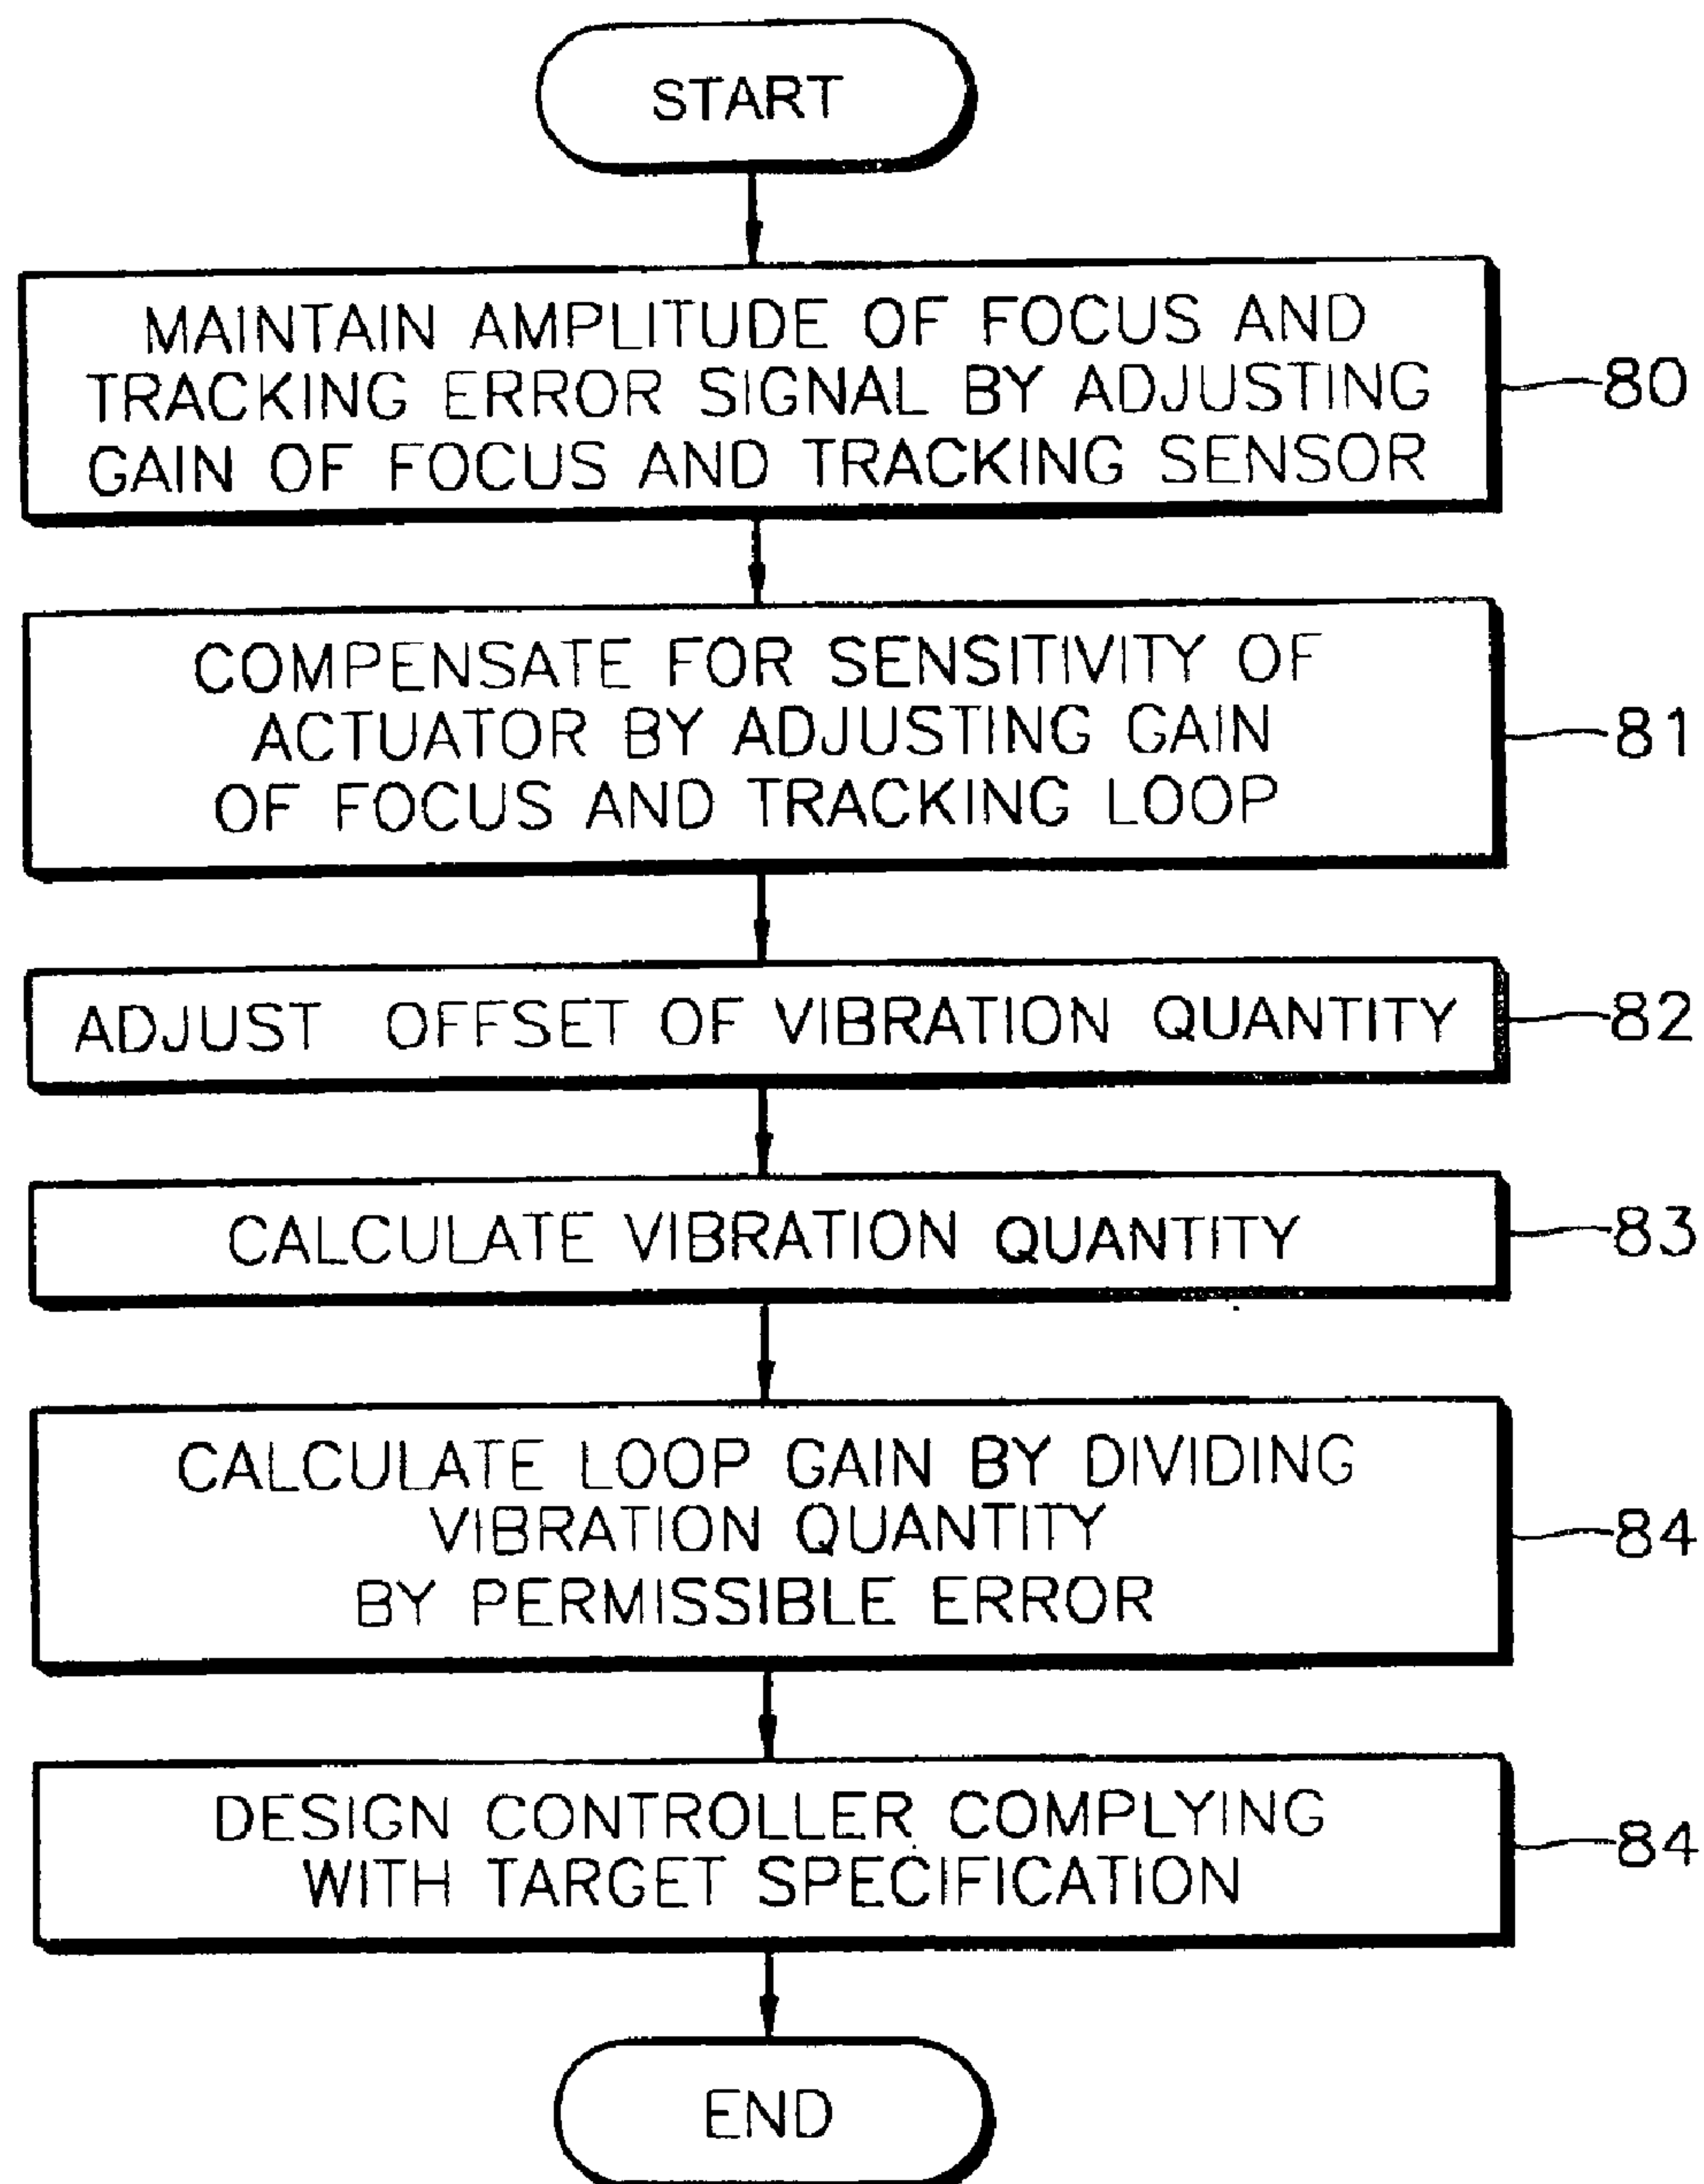 START
MAINTAIN AMPLITUDE OF FOCUS AND
TRACKING ERROR SIGNAL BY ADJUSTING
GAIN OF FOCUS AND TRACKING SENSOR
80
COMPENSATE FOR SENSITIVITY OF
ACTUATOR BY ADJUSTING GAIN
OF FOCUS AND TRACKING LOOP
81
ADJUST OFFSET OF VIBRATION QUANTITY
82
CALCULATE VIBRATION QUANTITY
83
CALCULATE LOOP GAIN BY DIVIDING
VIBRATION QUANTITY
BY PERMISSIBLE ERROR
84
DESIGN CONTROLLER COMPLYING
WITH TARGET SPECIFICATION
84
END